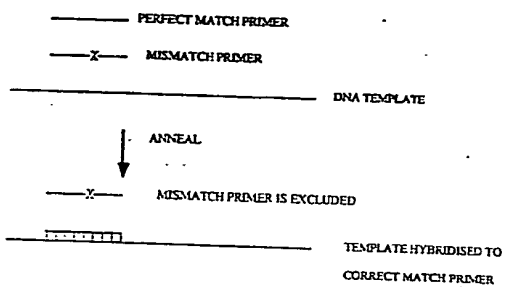 PERFECT MATCH PRIMER
X
MISMATCH PRIMER
DNA TEMPLATE
ANNEAL
X
MISMATCH PRIMER IS EXCLUDED
TEMPLATE HYBRIDISED TO
CORRECT MATCH PRIMER